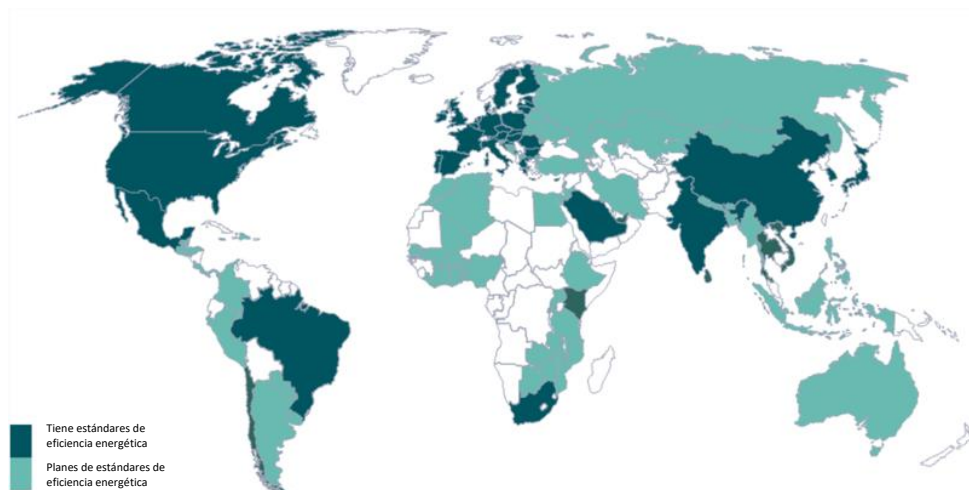 Tiene estándares de
eficiencia energética
Planes de estándares de
eficiencia energética